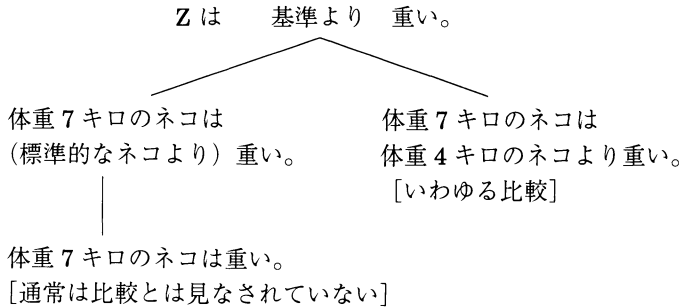 Zは 基準より 重い。
体重7キロのネコは
(標準的なネコより)重い。
体重7キロのネコは
体重4キロのネコより重い。
[いわゆる比較]
体重7キロのネコは重い。
[通常は比較とは見なされていない]